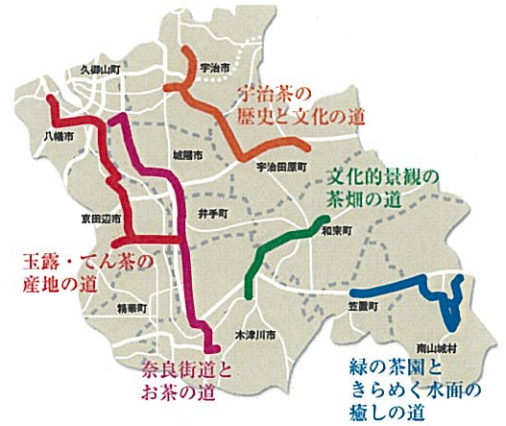 久御山町
宇治市
宇治茶の
歴史と文化の道
八幡市
城陽市
宇治田原町
文化的景観の
茶畑の道
京田辺市
井手町
和束町
玉露・てん茶の
産地の道
精華町
笠置町
木津川市
南山城村
奈良街道と
お茶の道
緑の茶園と
きらめく水面の
癒しの道